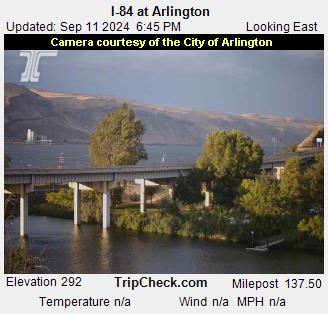 I-84 at Arlington
Updated: Sep 11 2024 6:45 PM Looking East
Camera courtesy of the City of Arlington
Elevation 292 TripCheck.com Milepost 137.50
Temperature n/a Wind n/a MPH n/a